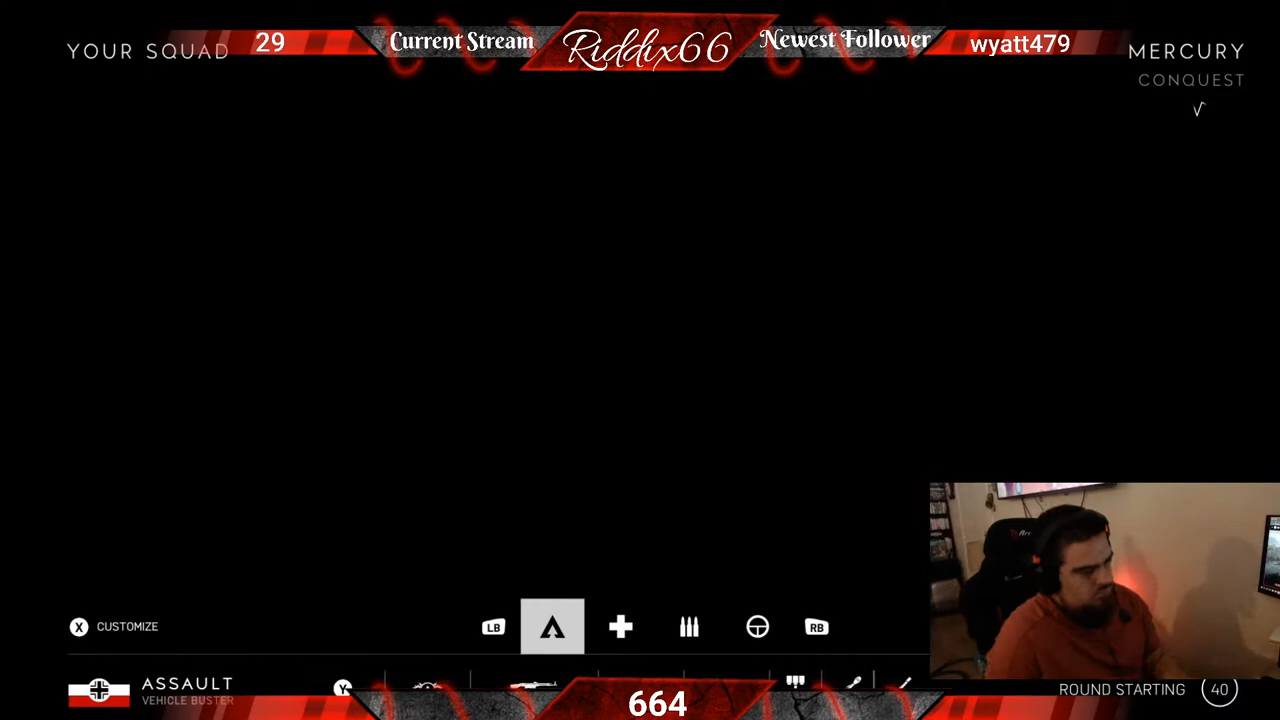 YOUR SQUAD
29
Current Stream
Riddix66
Newest Follower
wyatt479
MERCURY
CONQUEST
X CUSTOMIZE
LB
RB
ASSAULT
VEHICLE BUSTER
Y
664
ROUND STARTING 40